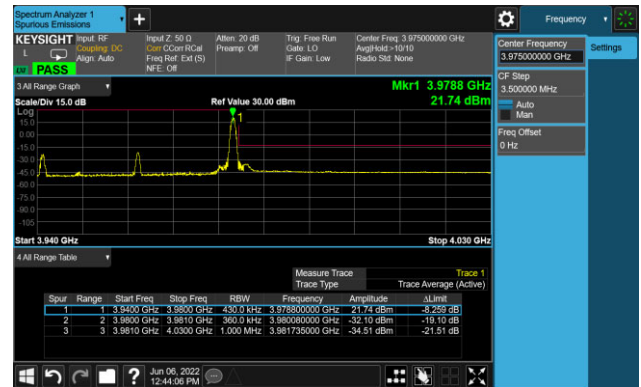 Spectrum Analyzer 1
Spurious Emissions
Frequency
KEYSIGHT Input: RF Input Z: 50 Ω Atten: 20 dB Trig: Free Run Center Freq: 3.975000000 GHz
L Coupling: DC Corr CCorr RCal Preamp: Off Gate: LO Avg|Hold:>10/10
Align: Auto Freq Ref: Ext (S) IF Gain: Low Radio Std: None
NFE: Off
PASS
Center Frequency
3.975000000 GHz
Settings
CF Step
3.500000 MHz
Auto
Man
Freq Offset
0 Hz
3 All Range Graph
Mkr1 3.9788 GHz
Scale/Div 15.0 dB Ref Value 30.00 dBm 21.74 dBm
Log
1
15.0
0.00
-15.0
-30.0
-45.0
-60.0
-75.0
-90.0
-105
Start 3.940 GHz Stop 4.030 GHz
4 All Range Table
Measure Trace Trace 1
Trace Type Trace Average (Active)
Spur Range Start Freq Stop Freq RBW Frequency Amplitude ΔLimit
1 1 3.9400 GHz 3.9800 GHz 430.0 kHz 3.978800000 GHz 21.74 dBm -8.259 dB
2 2 3.9800 GHz 3.9810 GHz 360.0 kHz 3.980080000 GHz -32.10 dBm -19.10 dB
3 3 3.9810 GHz 4.0300 GHz 1.000 MHz 3.981735000 GHz -34.51 dBm -21.51 dB
Jun 06, 2022
12:44:06 PM